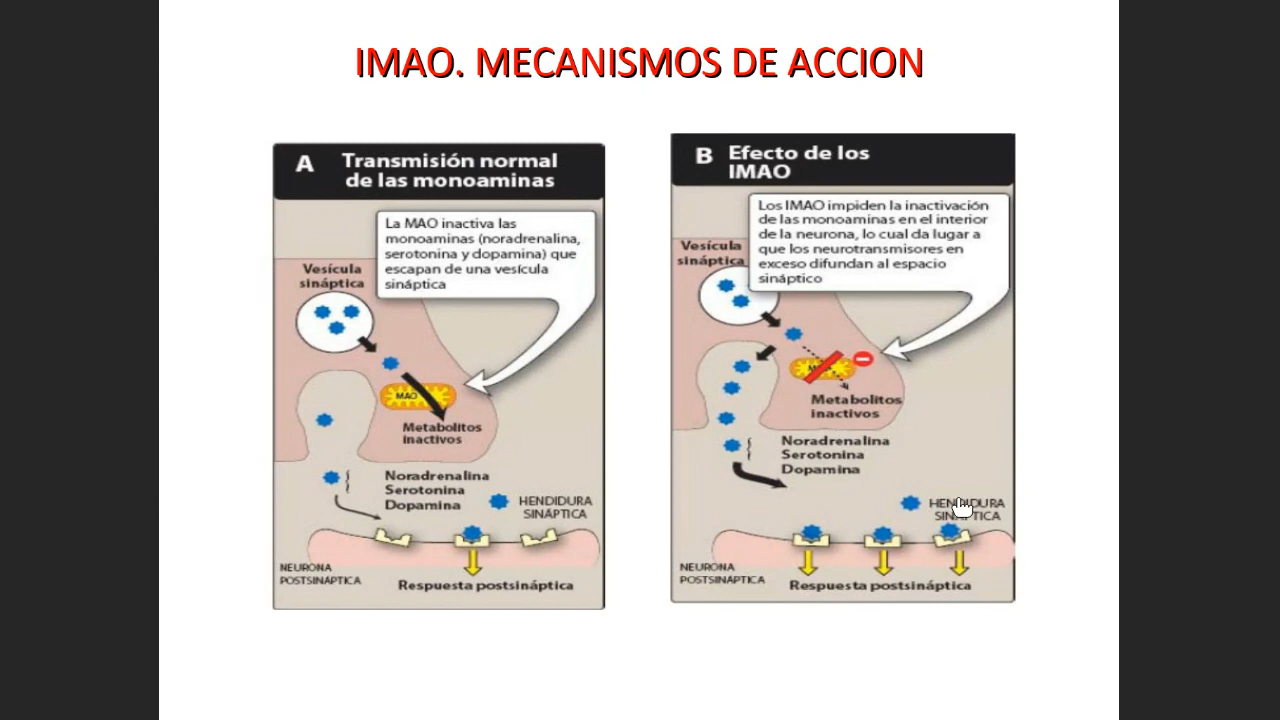 IMAO. MECANISMOS DE ACCION
A
Transmisión normal
de las monoaminas
La MAO inactiva las
monoaminas (noradrenalina,
serotonina y dopamina) que
escapan de una vesícula
sináptica
Vesícula
sináptica
MAO
Metabolitos
inactivos
Noradrenalina
Serotonina
Dopamina
HENDIDURA
SINÁPTICA
NEURONA
POSTSINÁPTICA
Respuesta postsináptica
B
Efecto de los
IMAO
Los IMAO impiden la inactivación
de las monoaminas en el interior
de la neurona, lo cual da lugar a
que los neurotransmisores en
exceso difundan al espacio
sináptico
Vesícula
sináptica
Metabolitos
inactivos
Noradrenalina
Serotonina
Dopamina
HENDIDURA
SINÁPTICA
NEURONA
POSTSINÁPTICA
Respuesta postsináptica